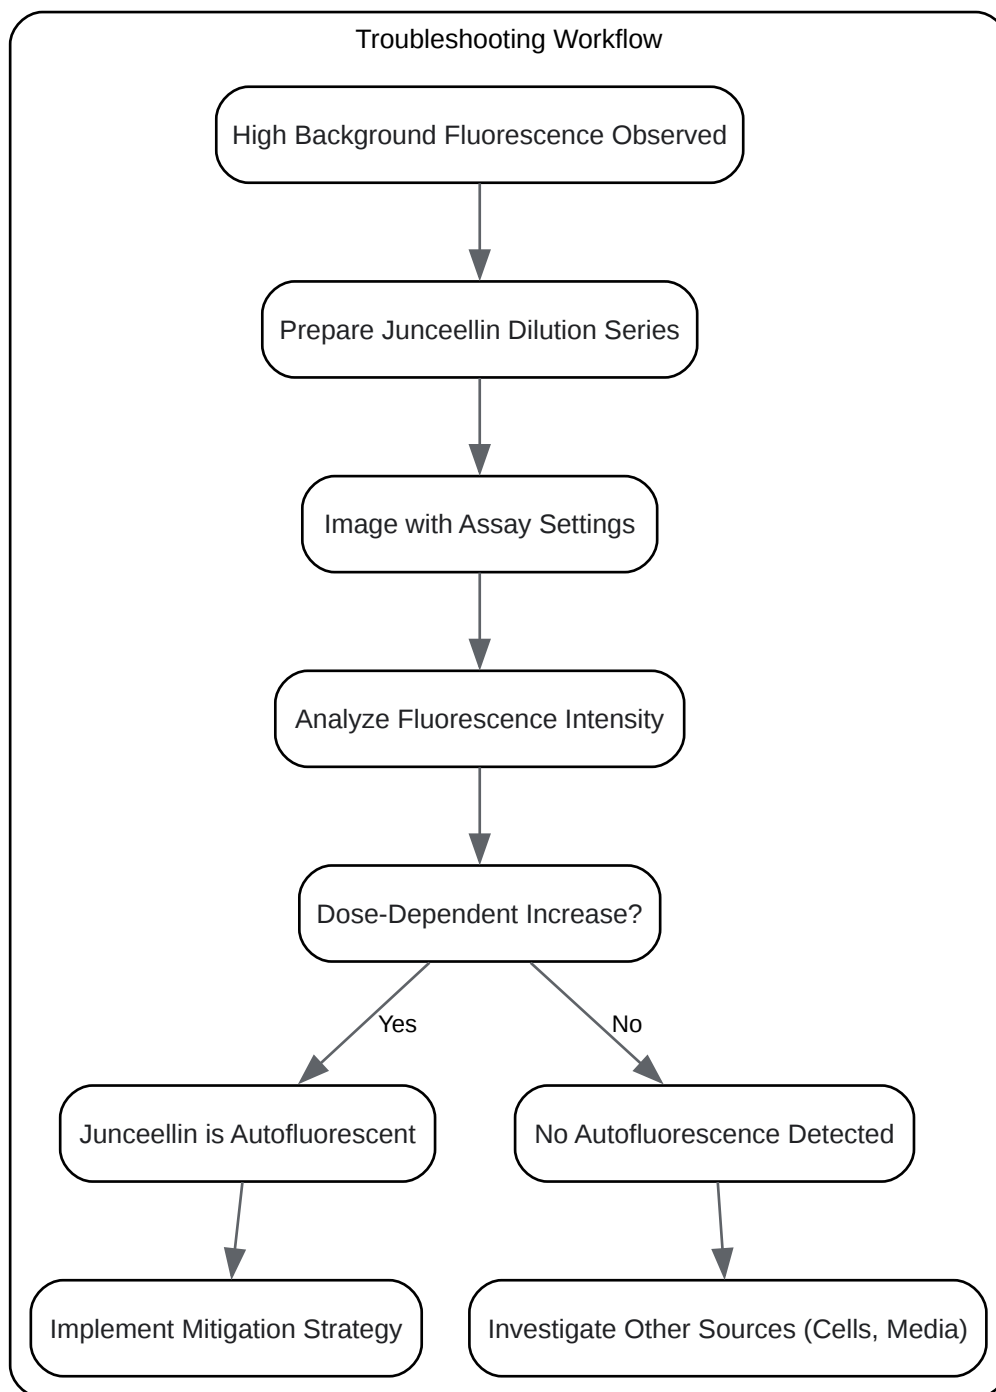 Troubleshooting Workflow
High Background Fluorescence Observed
Prepare Junceellin Dilution Series
Image with Assay Settings
Analyze Fluorescence Intensity
Dose-Dependent Increase?
Yes
No
Junceellin is Autofluorescent
No Autofluorescence Detected
Implement Mitigation Strategy
Investigate Other Sources (Cells, Media)